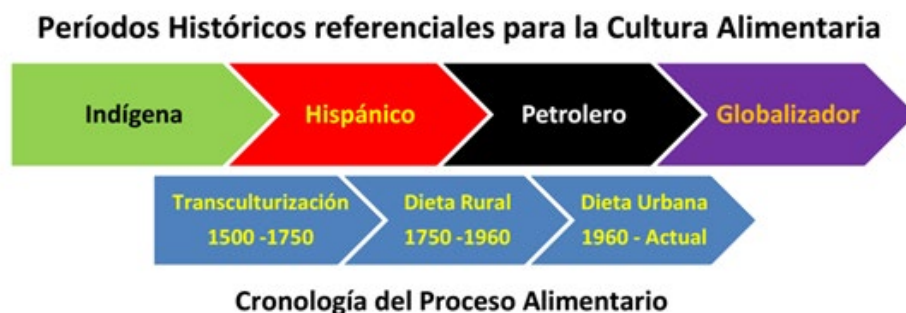 Períodos Históricos referenciales para la Cultura Alimentaria
Indígena
Hispánico
Petrolero
Globalizador
Transculturización
1500 -1750
Dieta Rural
1750 -1960
Dieta Urbana
1960 - Actual
Cronología del Proceso Alimentario